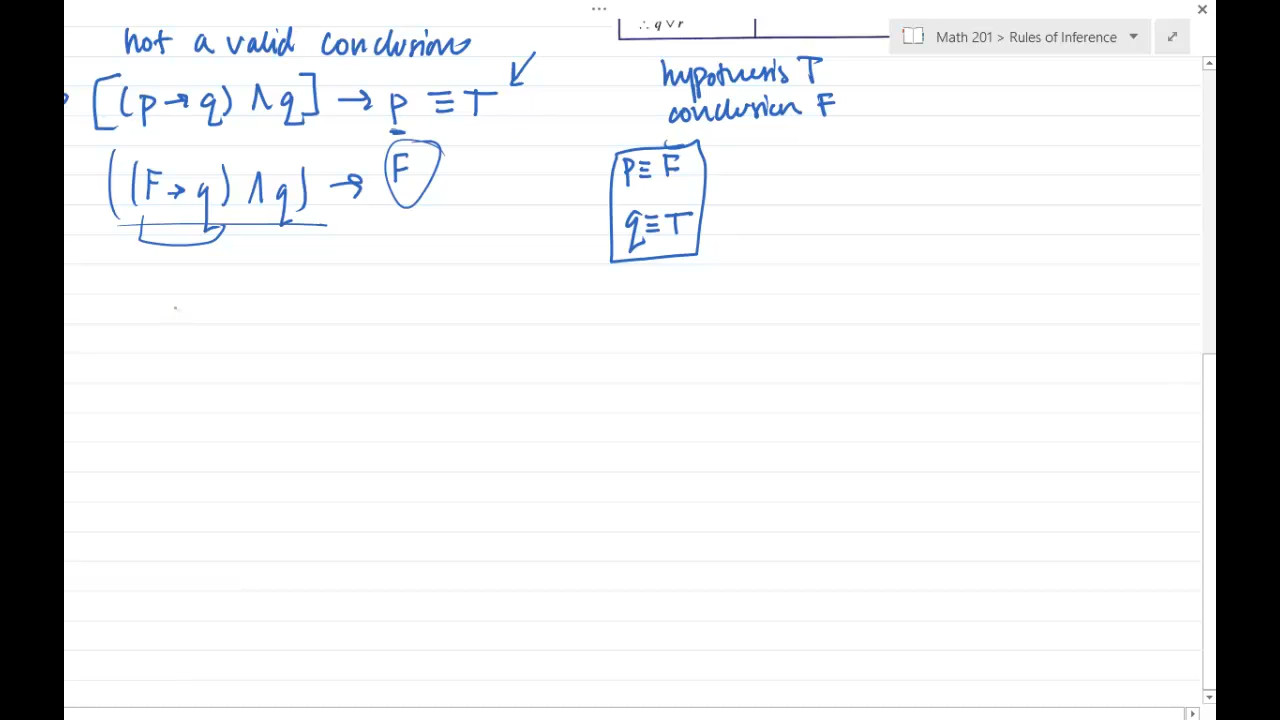 ∴ q ∨ r
Math 201 > Rules of Inference
not a valid conclusion
hypothesis T
conclusion F
[(p → q) ∧ q] → p ≡ T
p ≡ F
((F → q) ∧ q) → F
q ≡ T